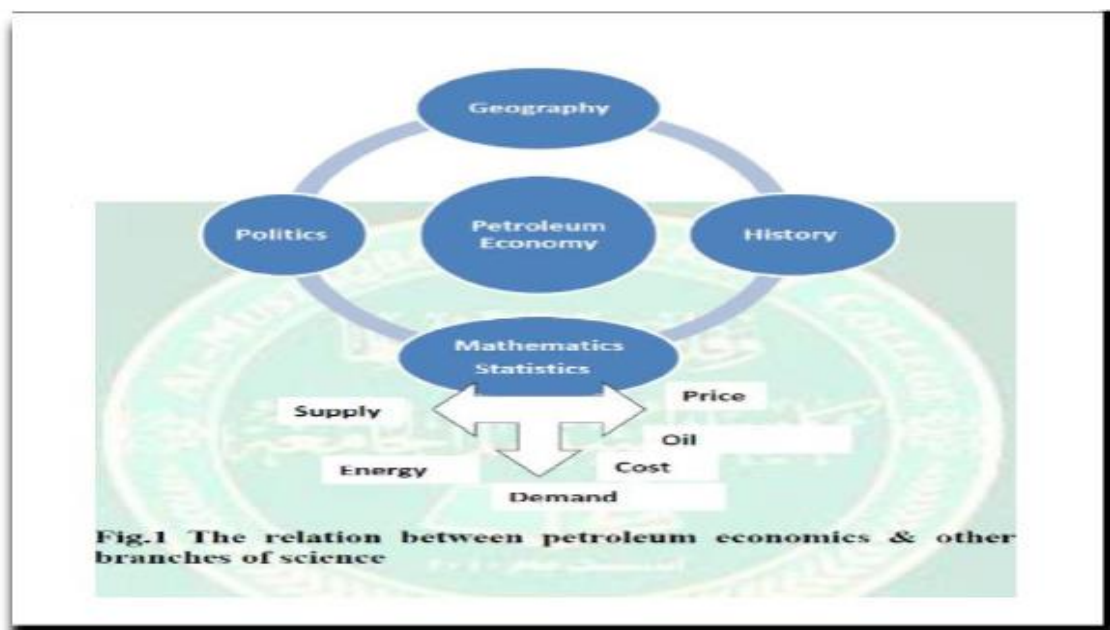 Geography
Politics
Petroleum
Economy
History
Mathematics
Statistics
Supply
Price
Oil
Energy
Cost
Demand
Fig.1 The relation between petroleum economics & other
branches of science